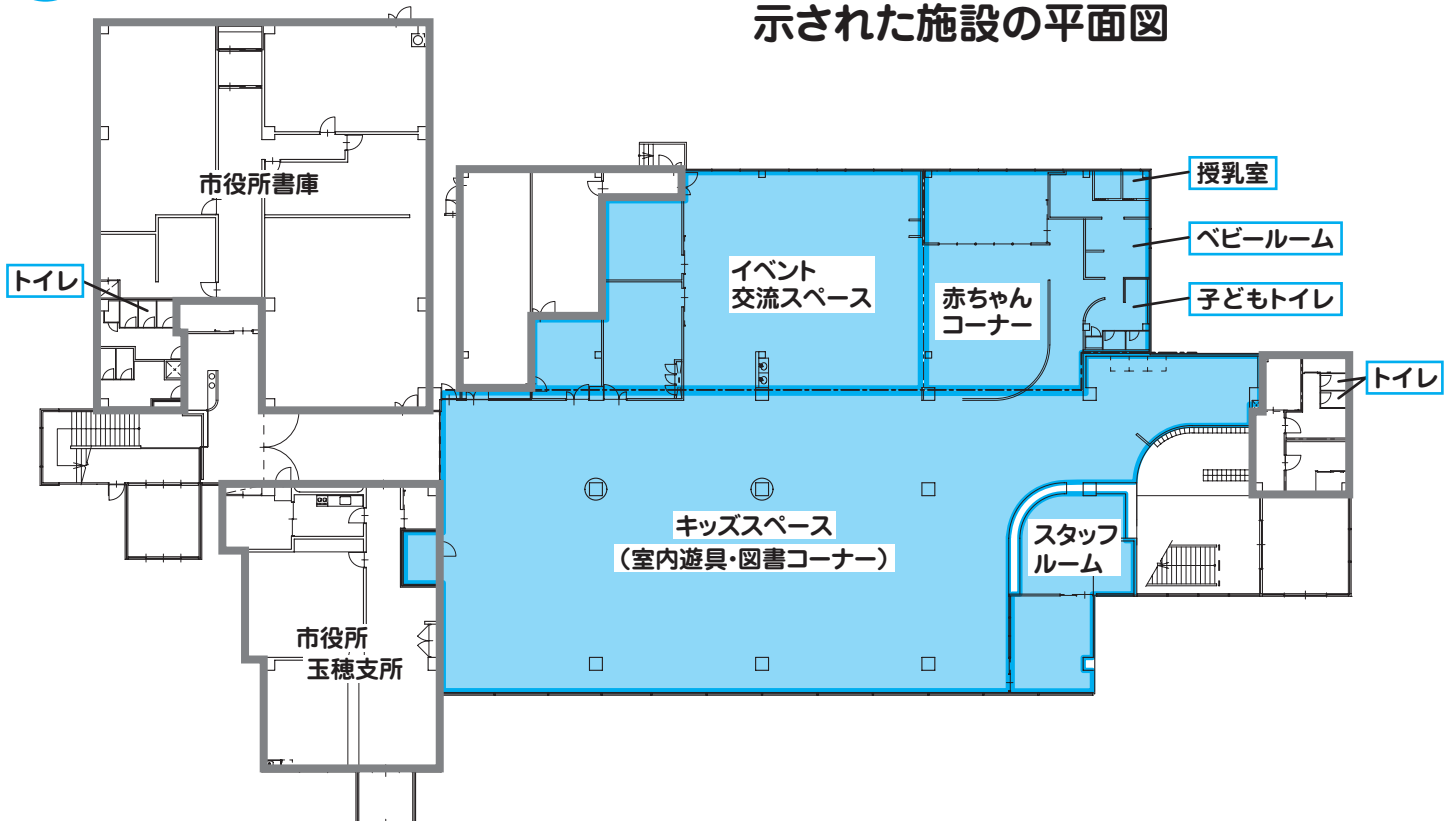 示された施設の平面図
市役所書庫
授乳室
ベビールーム
トイレ
イベント
交流スペース
赤ちゃん
コーナー
子どもトイレ
トイレ
キッズスペース
（室内遊具・図書コーナー）
スタッフ
ルーム
市役所
玉穂支所